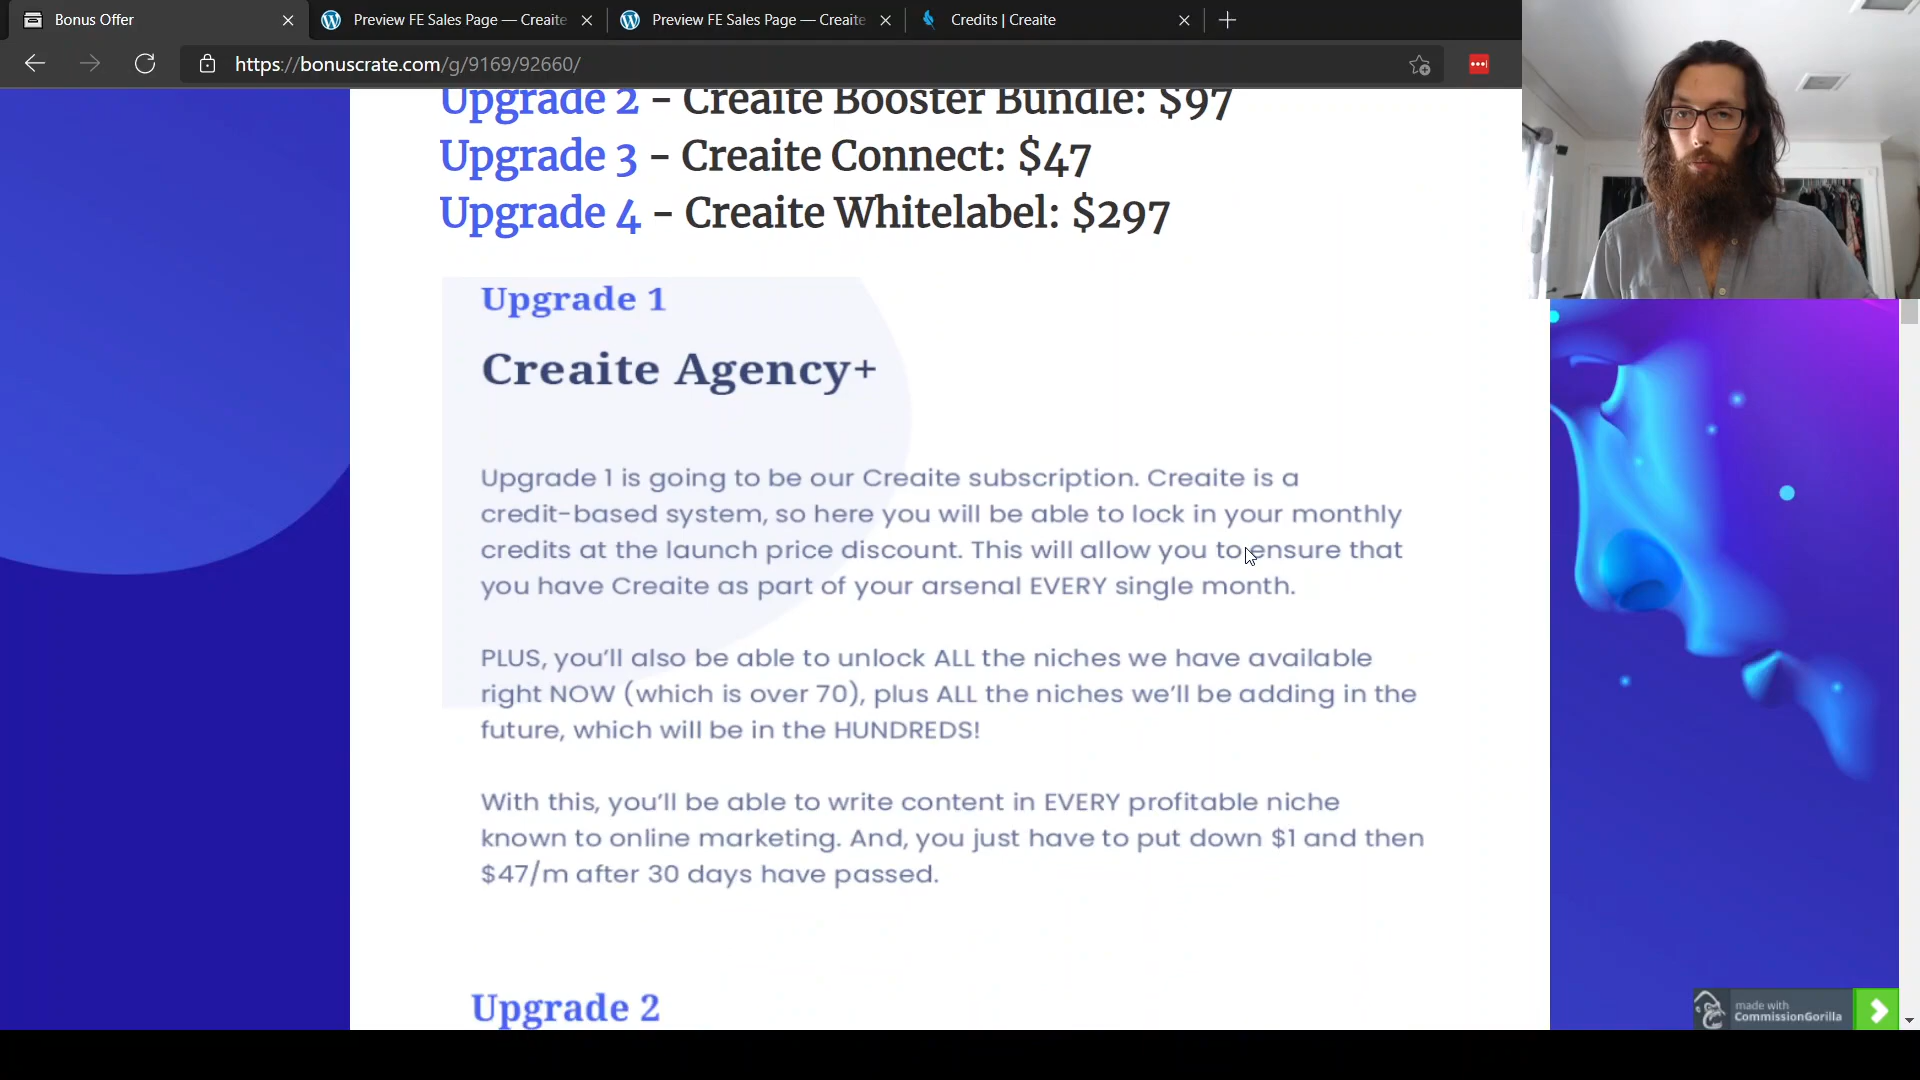 Bonus Offer
Preview FE Sales Page — Creaite
Preview FE Sales Page — Creaite
Credits | Creaite
https://bonuscrate.com/g/9169/92660/
Upgrade 2 - Creaite Booster Bundle: $97
Upgrade 3 - Creaite Connect: $47
Upgrade 4 - Creaite Whitelabel: $297
Upgrade 1
Creaite Agency+
Upgrade 1 is going to be our Creaite subscription. Creaite is a
credit-based system, so here you will be able to lock in your monthly
credits at the launch price discount. This will allow you to ensure that
you have Creaite as part of your arsenal EVERY single month.
PLUS, you'll also be able to unlock ALL the niches we have available
right NOW (which is over 70), plus ALL the niches we'll be adding in the
future, which will be in the HUNDREDS!
With this, you'll be able to write content in EVERY profitable niche
known to online marketing. And, you just have to put down $1 and then
$47/m after 30 days have passed.
Upgrade 2
made with
CommissionGorilla